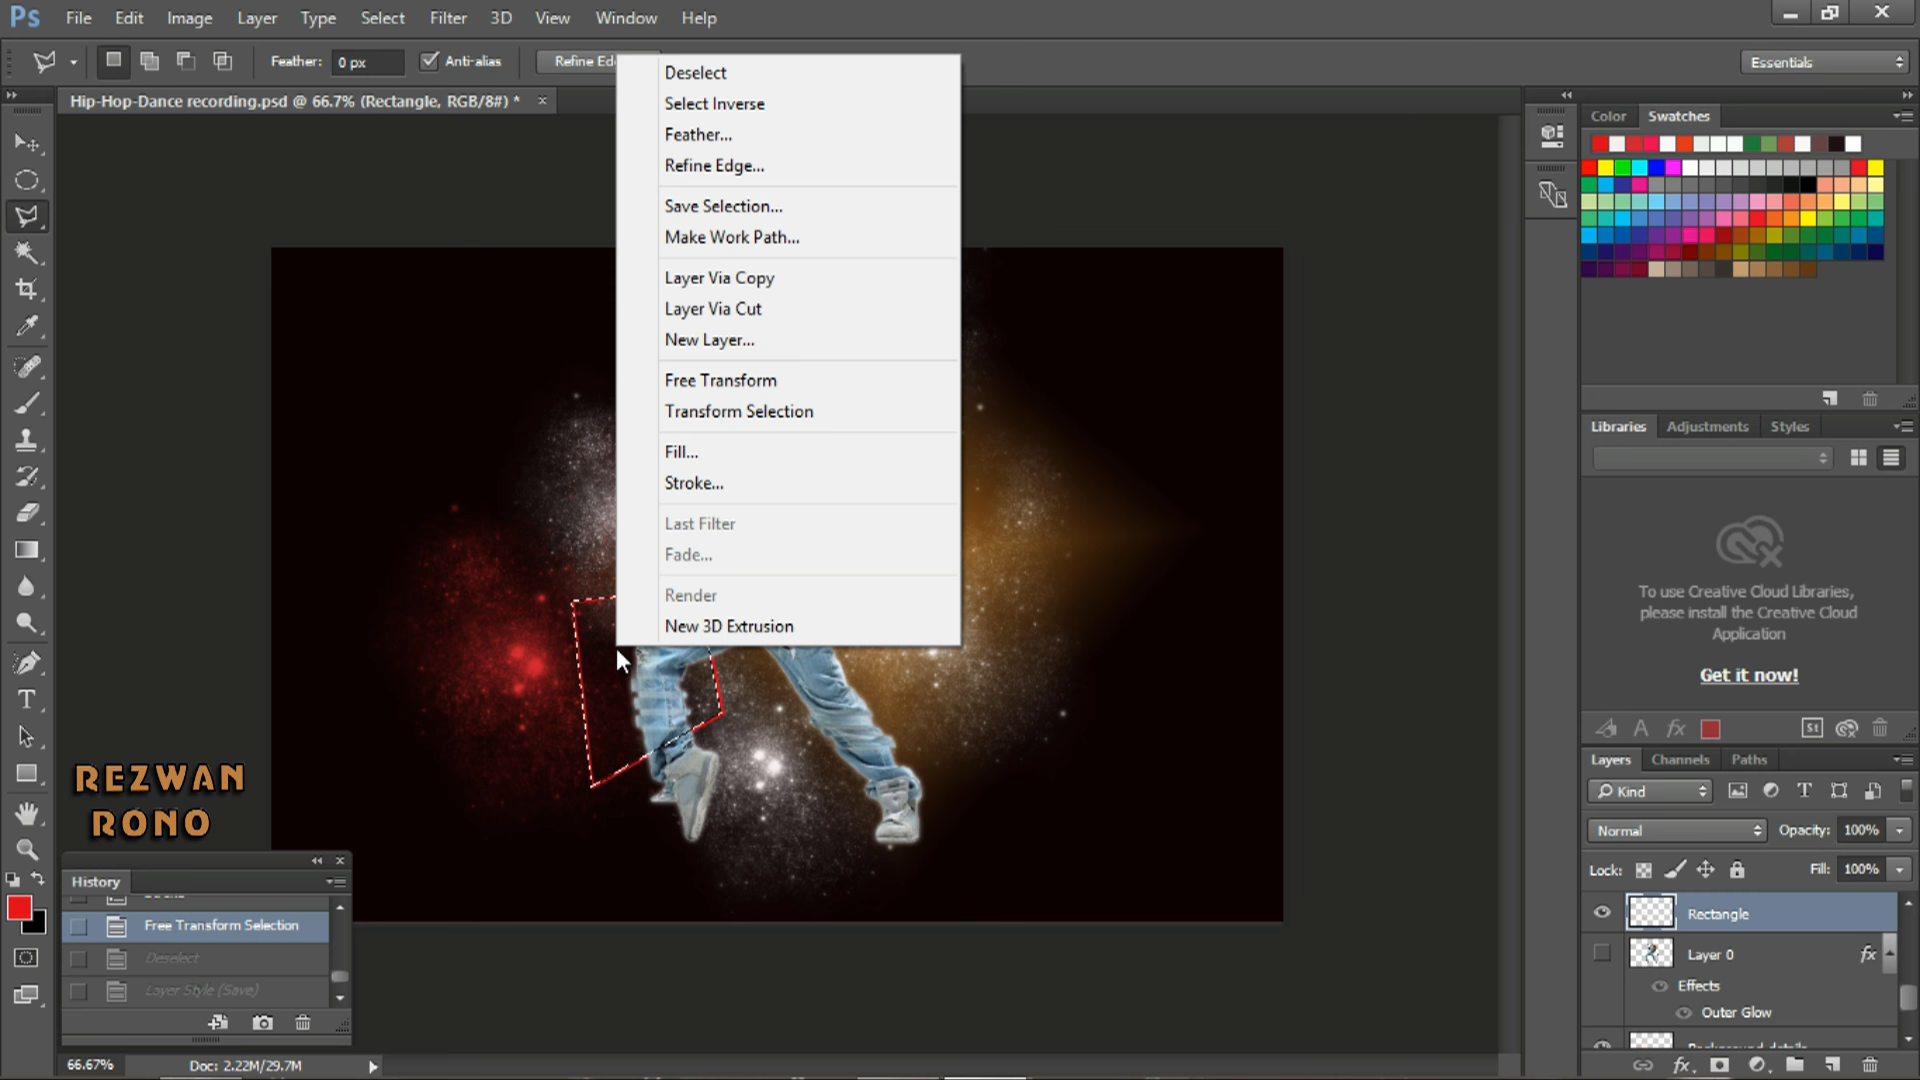 Ps File Edit Image Layer Type Select Filter 3D View Window Help
Feather: 0 px Anti-alias Refine Ed Essentials
Hip-Hop-Dance recording.psd @ 66.7% (Rectangle, RGB/8#) *
Deselect
Select Inverse
Feather...
Refine Edge...
Save Selection...
Make Work Path...
Layer Via Copy
Layer Via Cut
New Layer...
Free Transform
Transform Selection
Fill...
Stroke...
Last Filter
Fade...
Render
New 3D Extrusion
Color Swatches
Libraries Adjustments Styles
To use Creative Cloud Libraries,
please install the Creative Cloud
Application
Get it now!
St
Layers Channels Paths
Kind
Normal Opacity: 100%
Lock: Fill: 100%
Rectangle
Layer 0 fx
Effects
Outer Glow
Background details
REZWAN
RONO
History
Free Transform Selection
Deselect
Layer Style (Save)
66.67% Doc: 2.22M/29.7M